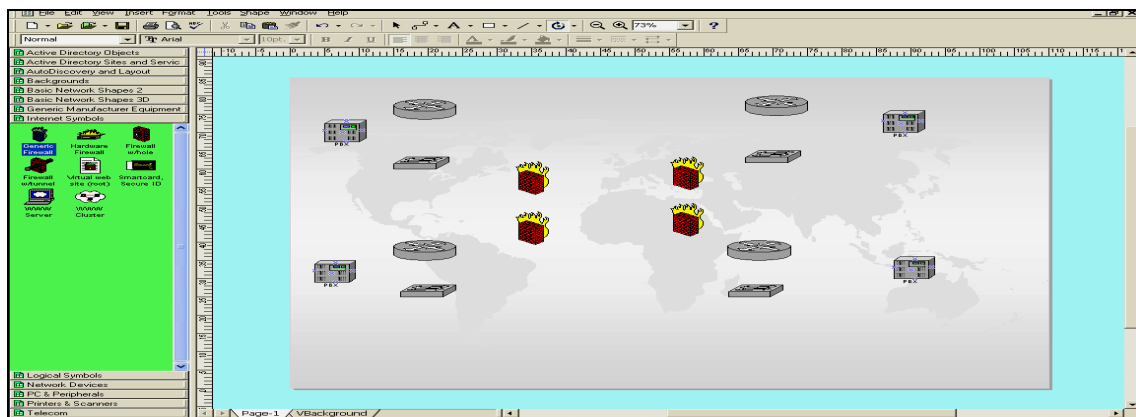 File Edit View Insert Format Tools Shape Window Help
73%
Normal Arial 10pt. B I U
Active Directory Objects
Active Directory Sites and Servic
AutoDiscovery and Layout
Backgrounds
Basic Network Shapes 2
Basic Network Shapes 3D
Generic Manufacturer Equipment
Internet Symbols
Generic Firewall
Hardware Firewall
Firewall w/hole
Firewall w/tunnel
Virtual web site (root)
Smartcard, Secure ID
WWW Server
WWW Cluster
Logical Symbols
Network Devices
PC & Peripherals
Printers & Scanners
Telecom
PBX
PBX
PBX
PBX
Page-1 VBackground